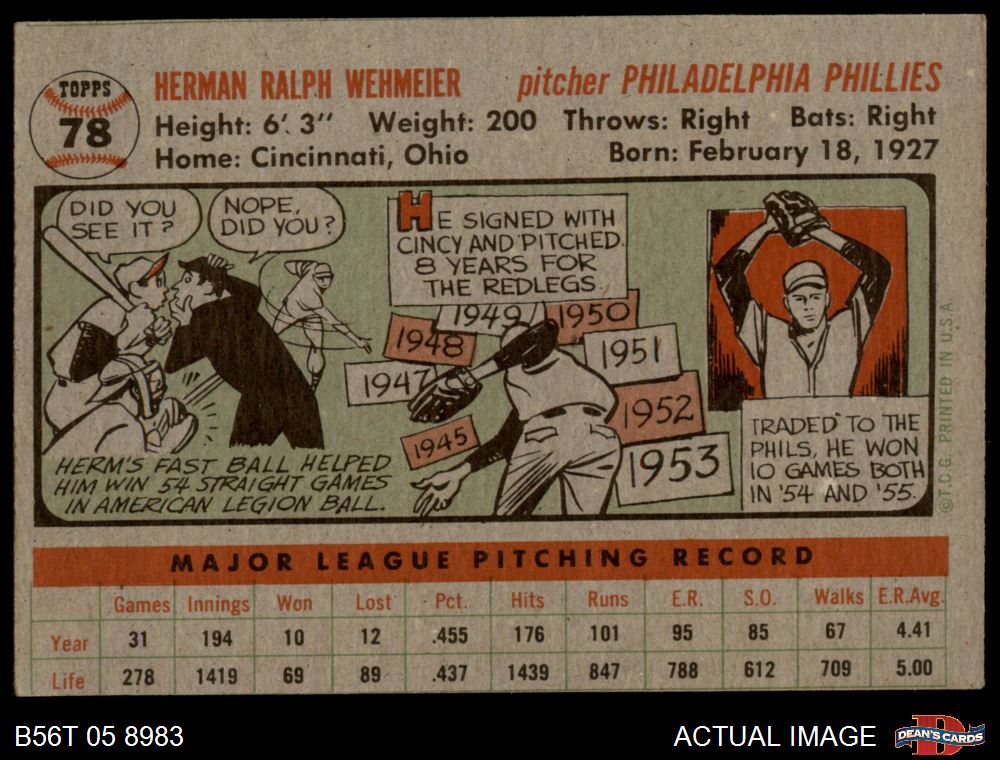 TOPPS
78
HERMAN RALPH WEHMEIER pitcher PHILADELPHIA PHILLIES
Height: 6'. 3" Weight: 200 Throws: Right Bats: Right
Home: Cincinnati, Ohio Born: February 18, 1927
DID YOU
SEE IT?
NOPE,
DID YOU?
HERM'S FAST BALL HELPED
HIM WIN 54 STRAIGHT GAMES
IN AMERICAN LEGION BALL.
HE SIGNED WITH
CINCY AND PITCHED
8 YEARS FOR
THE REDLEGS
1945
1947
1948
1949
1950
1951
1952
1953
TRADED TO THE
PHILS, HE WON
10 GAMES BOTH
IN '54 AND '55.
© T.C.G. PRINTED IN U.S.A.
MAJOR LEAGUE PITCHING RECORD
Games Innings Won Lost Pct. Hits Runs E.R. S.O. Walks E.R.Avg.
Year 31 194 10 12 .455 176 101 95 85 67 4.41
Life 278 1419 69 89 .437 1439 847 788 612 709 5.00
B56T 05 8983 ACTUAL IMAGE DEAN'S CARDS